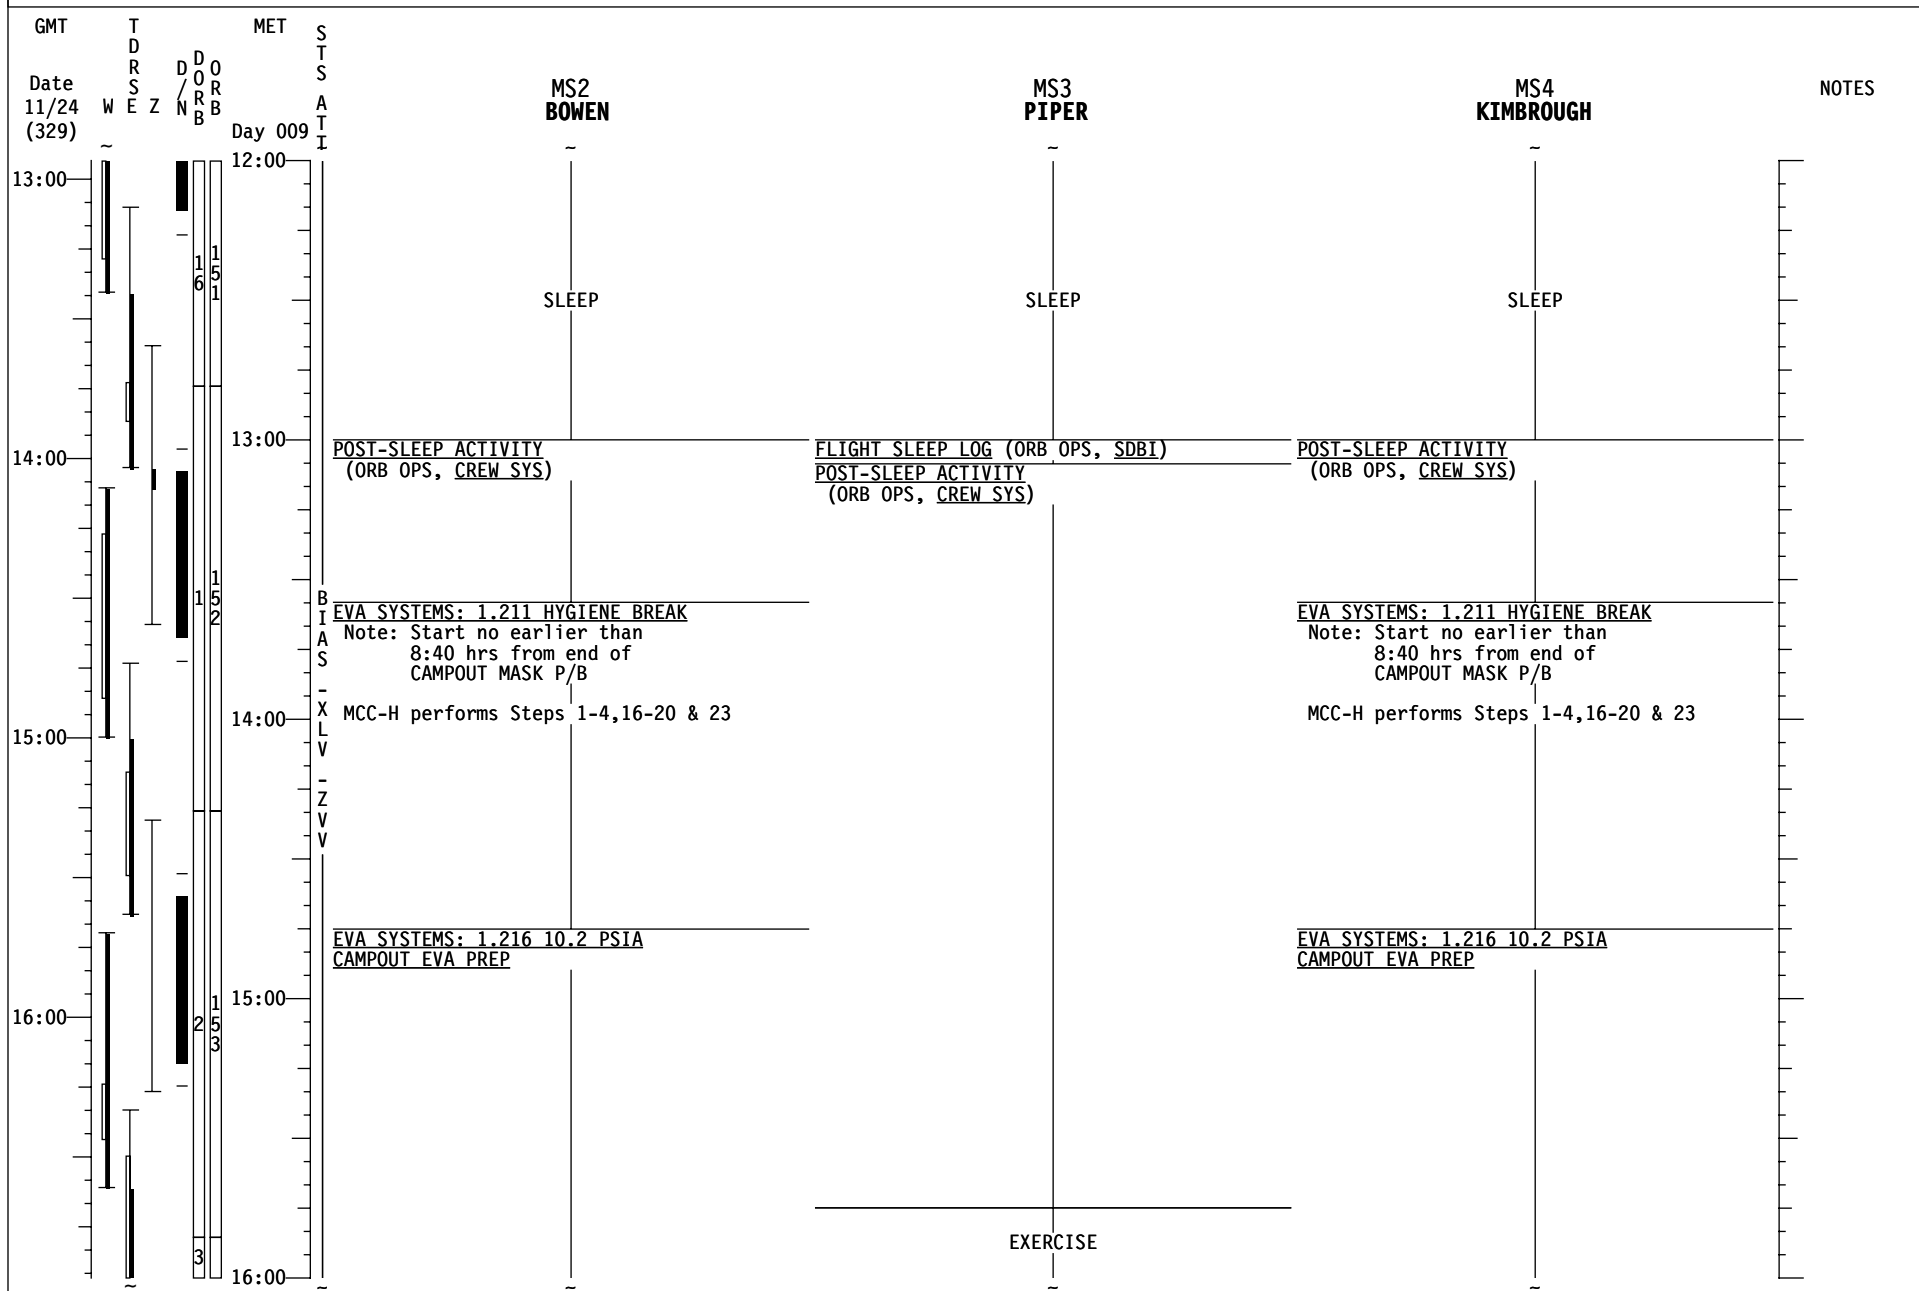 GMT
Date
11/24
(329)
TDRS
W E Z
D/N
DORB
ORB
MET
Day 009
STS ATT
MS2
BOWEN
MS3
PIPER
MS4
KIMBROUGH
NOTES
~
~
~
~
12:00
13:00
16
151
SLEEP
SLEEP
SLEEP
13:00
POST-SLEEP ACTIVITY
(ORB OPS, CREW SYS)
FLIGHT SLEEP LOG (ORB OPS, SDBI)
POST-SLEEP ACTIVITY
(ORB OPS, CREW SYS)
POST-SLEEP ACTIVITY
(ORB OPS, CREW SYS)
14:00
1
152
BIAS -XLV -ZVV
EVA SYSTEMS: 1.211 HYGIENE BREAK
Note: Start no earlier than
8:40 hrs from end of
CAMPOUT MASK P/B
MCC-H performs Steps 1-4,16-20 & 23
EVA SYSTEMS: 1.211 HYGIENE BREAK
Note: Start no earlier than
8:40 hrs from end of
CAMPOUT MASK P/B
MCC-H performs Steps 1-4,16-20 & 23
14:00
15:00
EVA SYSTEMS: 1.216 10.2 PSIA
CAMPOUT EVA PREP
EVA SYSTEMS: 1.216 10.2 PSIA
CAMPOUT EVA PREP
15:00
16:00
2
153
EXERCISE
3
16:00
~
~
~
~
~